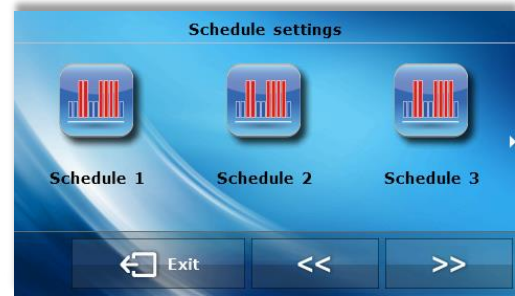 Schedule settings
Schedule 1 Schedule 2 Schedule 3
Exit << >>